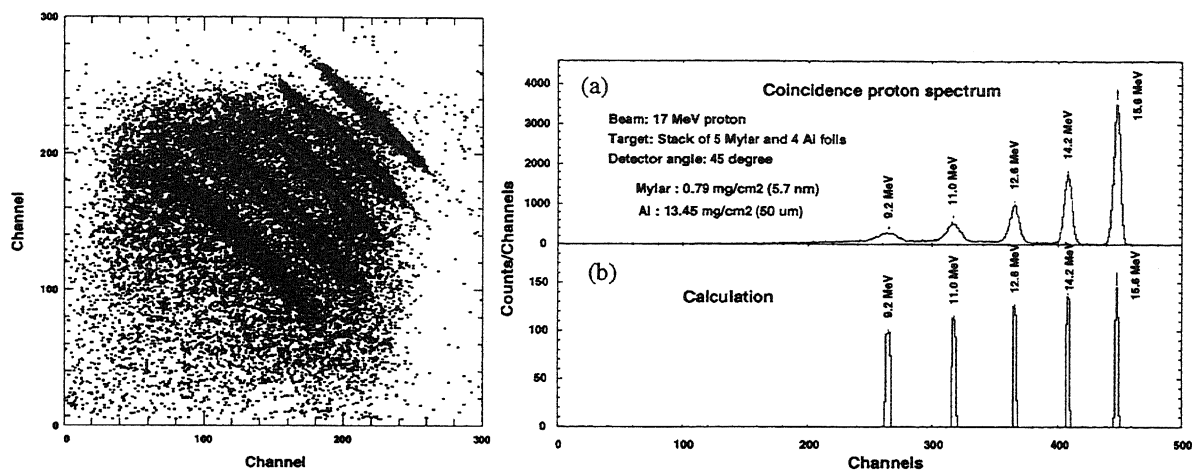 300
200
100
0
Channel
0
100
200
300
Channel
Counts/Channels
4000
3000
2000
1000
0
(a)
Coincidence proton spectrum
Beam: 17 MeV proton
Target: Stack of 5 Mylar and 4 Al foils
Detector angle: 45 degree
Mylar : 0.79 mg/cm2 (5.7 nm)
Al : 13.45 mg/cm2 (50 um)
9.2 MeV
11.0 MeV
12.6 MeV
14.2 MeV
15.6 MeV
150
100
50
0
(b)
Calculation
9.2 MeV
11.0 MeV
12.6 MeV
14.2 MeV
15.6 MeV
0
100
200
300
400
500
Channels